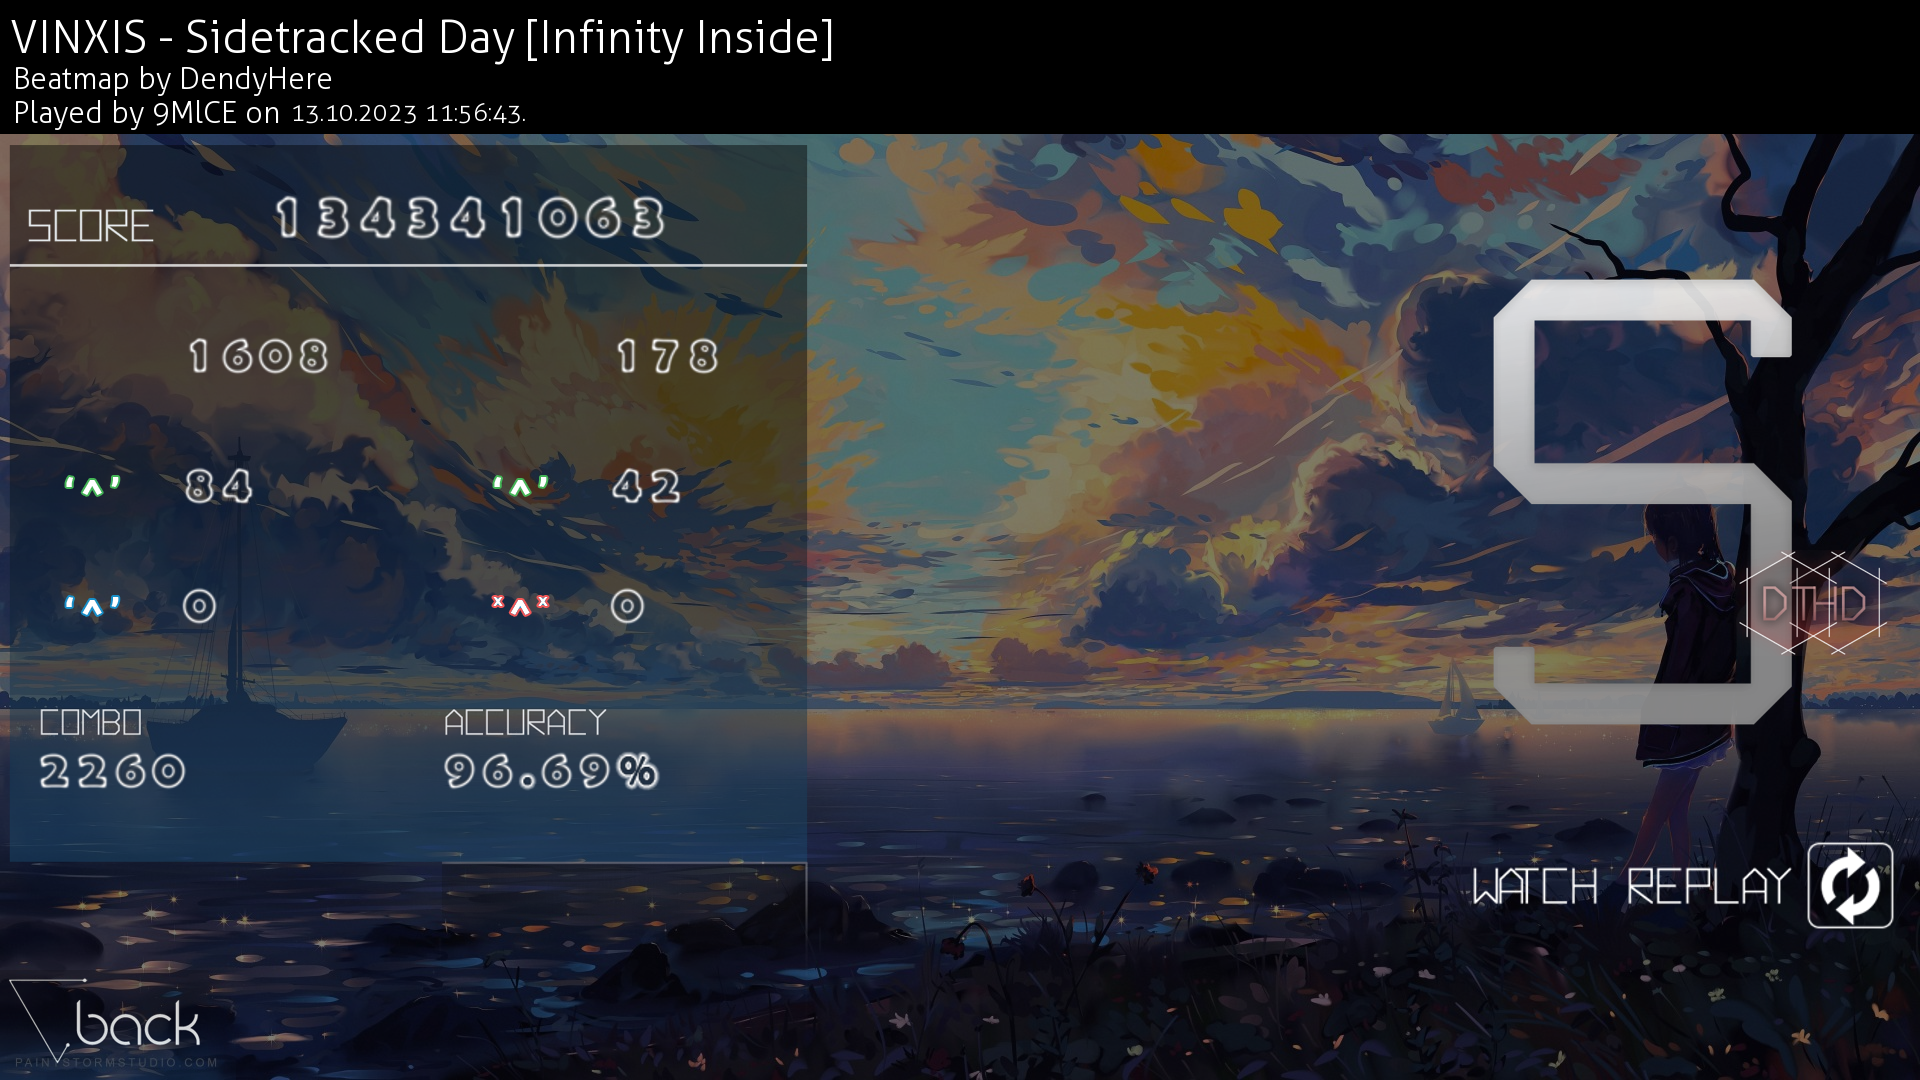 VINXIS - Sidetracked Day [Infinity Inside]
Beatmap by DendyHere
Played by 9MlCE on 13.10.2023 11:56:43.
SCORE 134341063
1608 178
‘^’ 84 ‘^’ 42
‘^’ 0 x^x 0
COMBO ACCURACY
2260 96.69%
DT HD
WATCH REPLAY
back
PAINTSTORMSTUDIO.COM